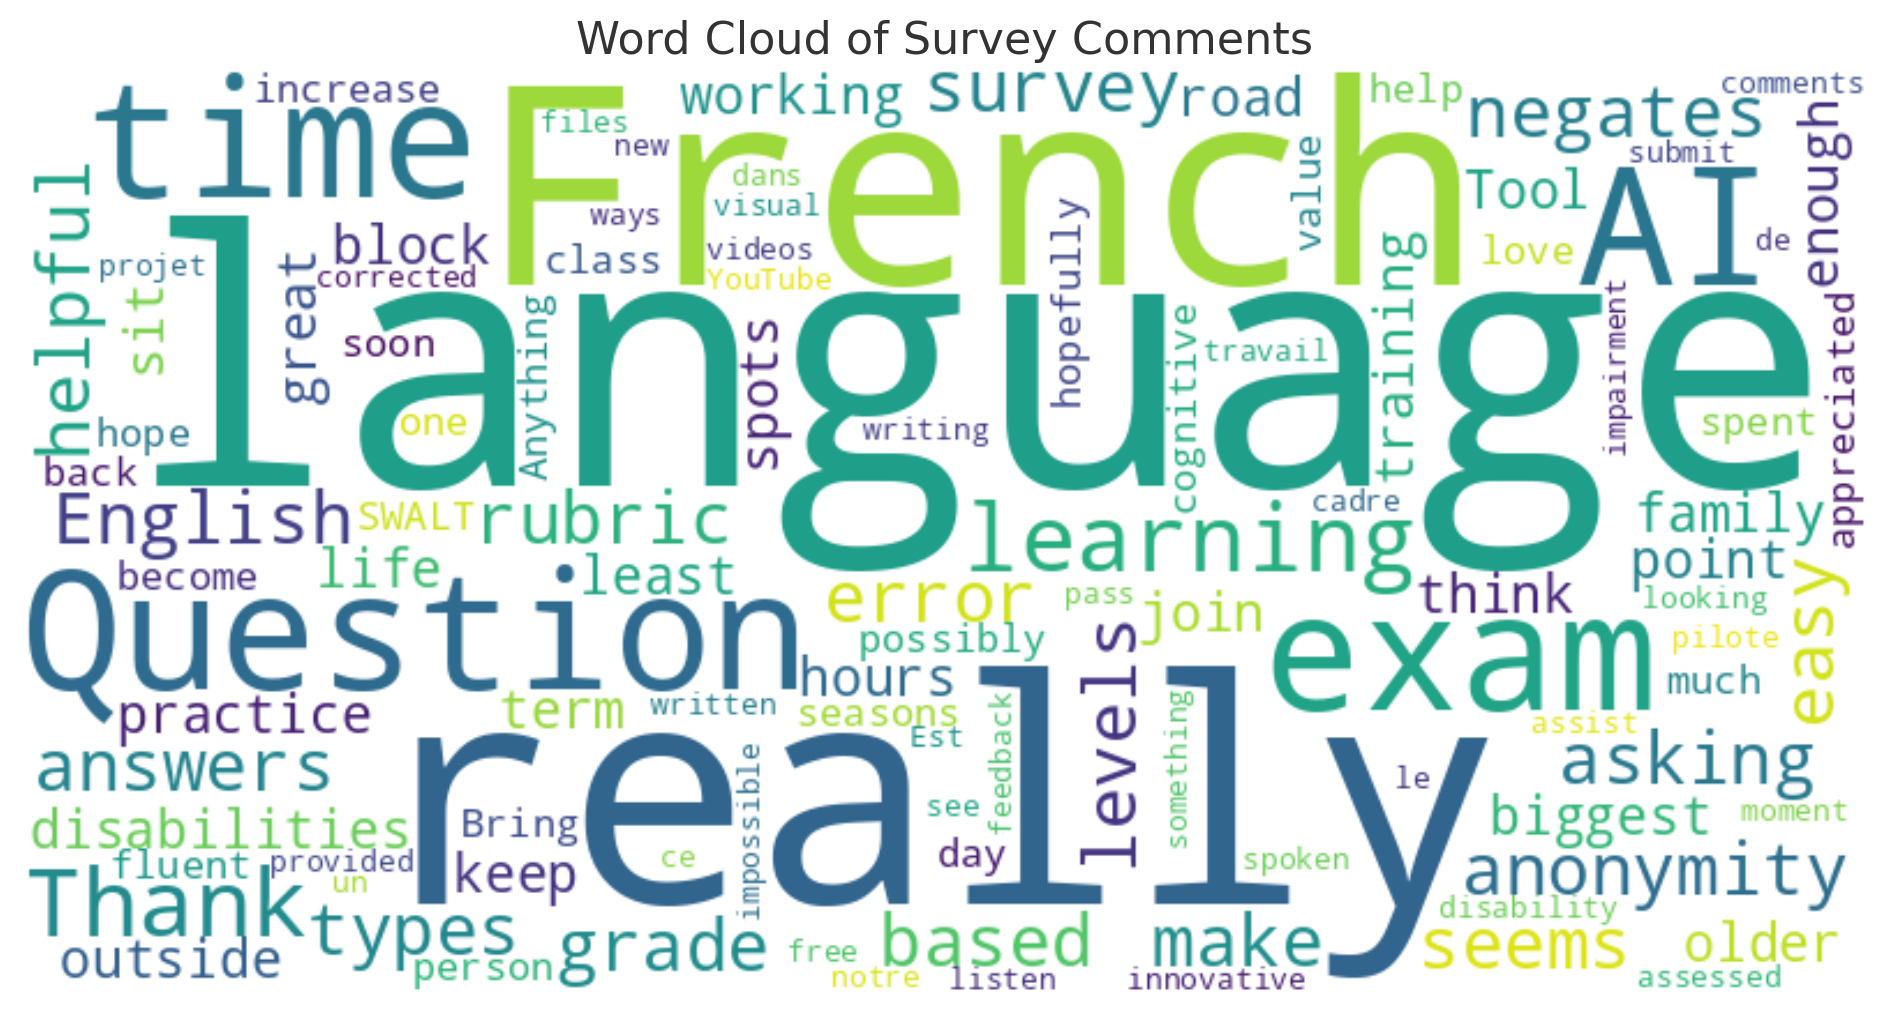 Word Cloud of Survey Comments
time
increase
French
files
new
working
survey
road
help
negates
comments
submit
enough
helpful
projet
sit
block
great
corrected
ways
class
dans
visual
videos
YouTube
value
Tool
love
AI
de
language
soon
one
Anything
spots
hopefully
writing
cognitive
travail
training
impairment
spent
appreciated
hope
back
English
SWALT
rubric
learning
cadre
family
point
become
life
least
Question
error
possibly
pass
join
think
looking
easy
pilote
much
exam
hours
levels
practice
term
written
seasons
Est
feedback
something
assist
asking
answers
really
impossible
see
le
biggest
moment
disabilities
Bring
fluent
provided
un
keep
ce
day
spoken
anonymity
Thank
types
outside
person
grade
free
notre
based
listen
make
innovative
disability
seems
older
assessed